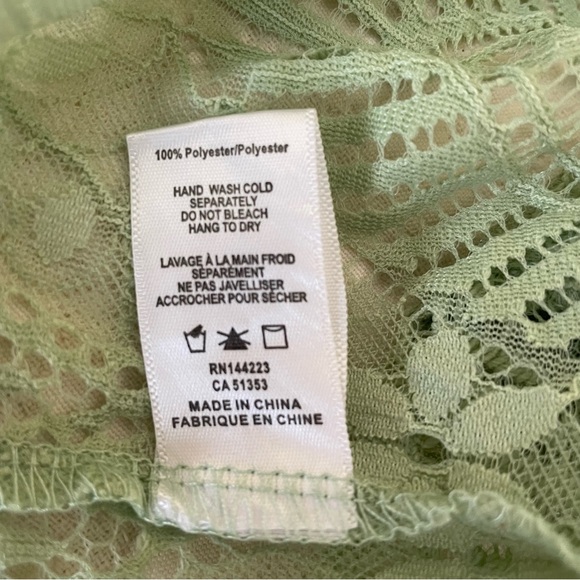 100% Polyester/Polyester
HAND WASH COLD
SEPARATELY
DO NOT BLEACH
HANG TO DRY
LAVAGE À LA MAIN FROID
SÉPARÉMENT
NE PAS JAVELLISER
ACCROCHER POUR SÉCHER
RN144223
CA 51353
MADE IN CHINA
FABRIQUE EN CHINE